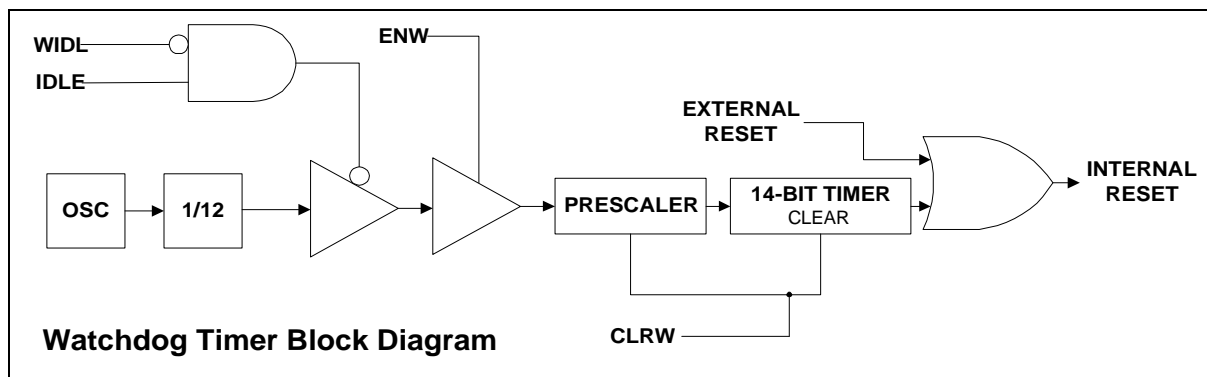 WIDL
IDLE
ENW
EXTERNAL
RESET
INTERNAL
RESET
OSC
1/12
PRESCALER
14-BIT TIMER
CLEAR
CLRW
Watchdog Timer Block Diagram